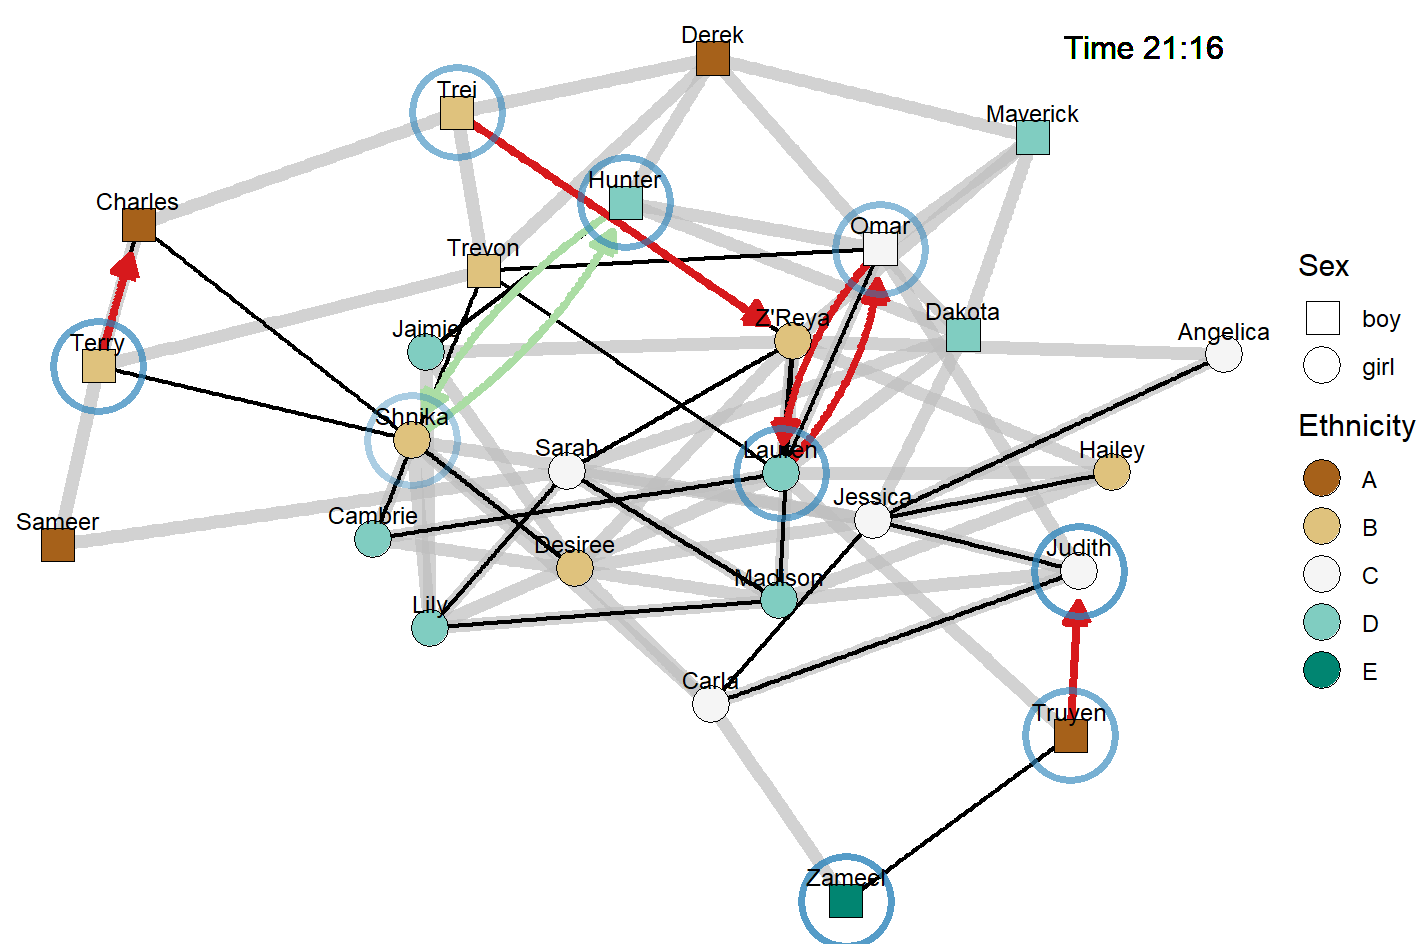 Derek
Time 21:16
Trei
Maverick
Hunter
Charles
Omar
Trevon
Z'Reya
Dakota
Jaimie
Angelica
Terry
Shnika
Sarah
Lauren
Hailey
Jessica
Sameer
Cambrie
Desiree
Judith
Madison
Lily
Carla
Truyen
Zameel
Sex
boy
girl
Ethnicity
A
B
C
D
E